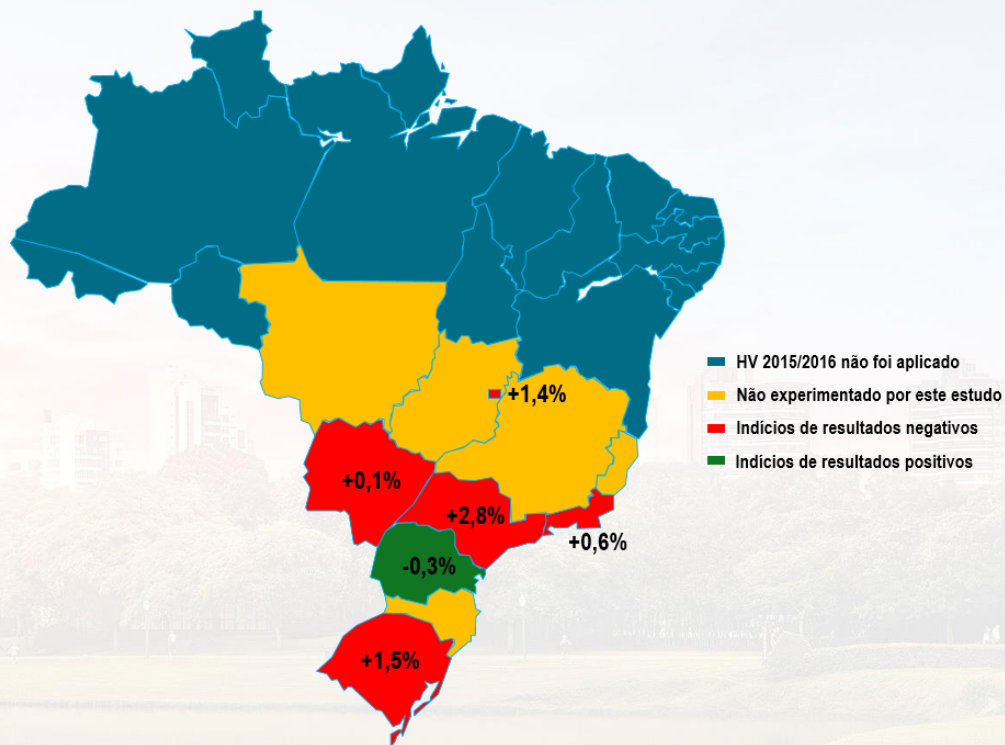 HV 2015/2016 não foi aplicado
+1,4%
Não experimentado por este estudo
Indícios de resultados negativos
Indícios de resultados positivos
+0,1%
+2,8%
+0,6%
-0,3%
+1,5%